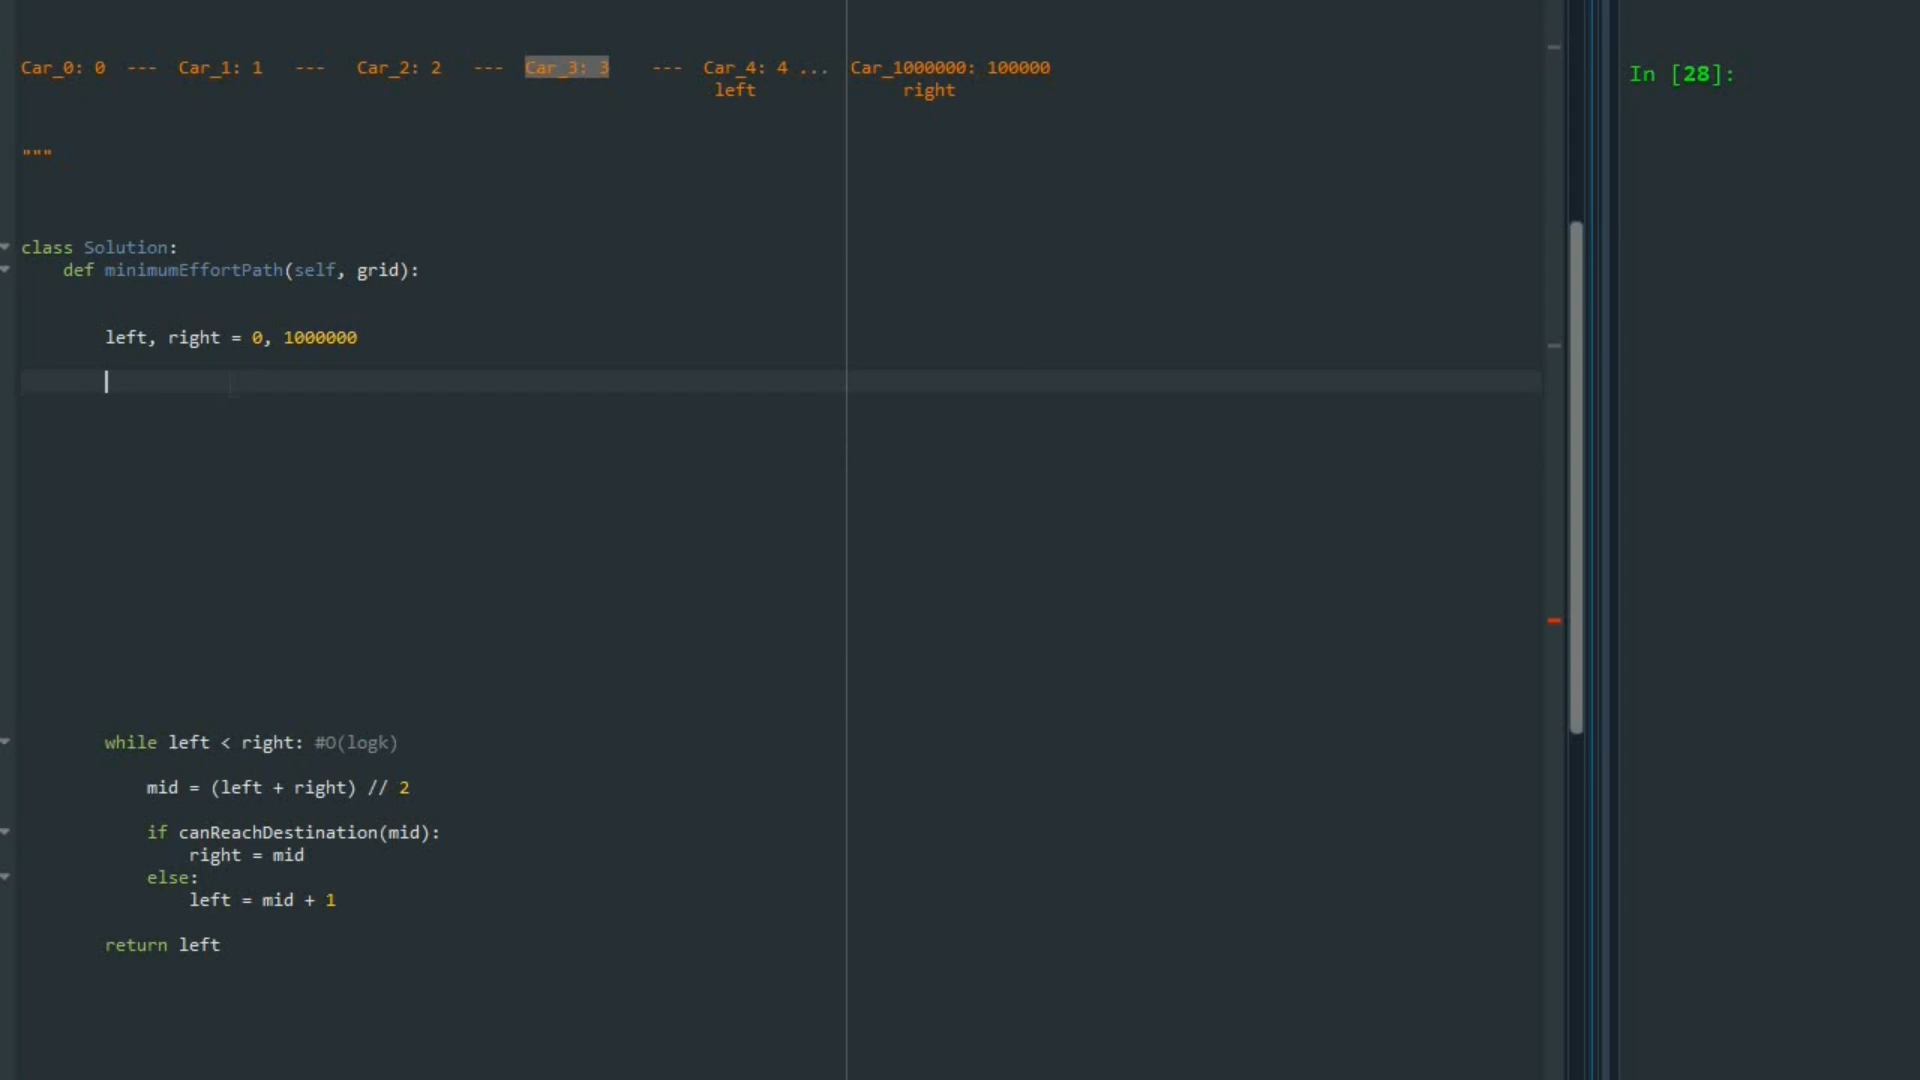 Car_0: 0  ---  Car_1: 1   ---   Car_2: 2   ---  Car_3: 3    ---  Car_4: 4 ...  Car_1000000: 100000
left right
"""
class Solution:
def minimumEffortPath(self, grid):
left, right = 0, 1000000
while left < right: #O(logk)
mid = (left + right) // 2
if canReachDestination(mid):
right = mid
else:
left = mid + 1
return left
In [28]: